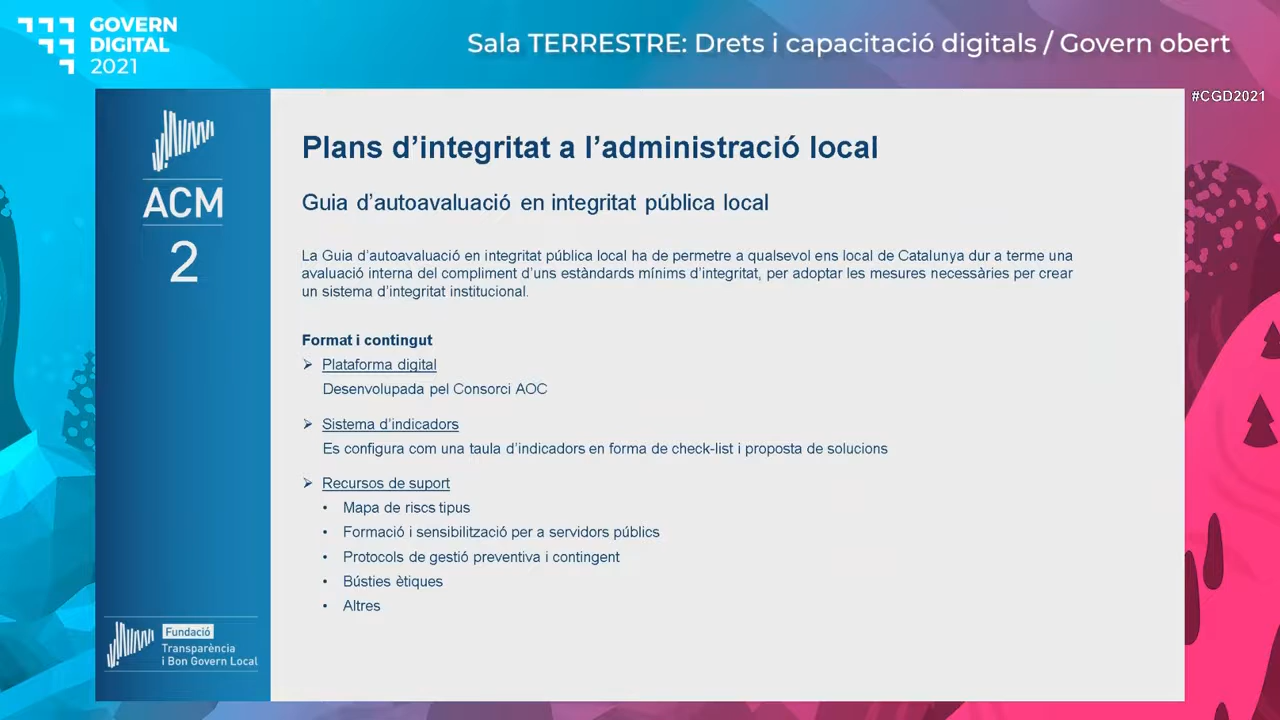 GOVERN
DIGITAL
2021
Sala TERRESTRE: Drets i capacitació digitals / Govern obert
#CGD2021
ACM
2
Fundació
Transparència
i Bon Govern Local
Plans d’integritat a l’administració local
Guia d’autoavaluació en integritat pública local
La Guia d’autoavaluació en integritat pública local ha de permetre a qualsevol ens local de Catalunya dur a terme una
avaluació interna del compliment d’uns estàndards mínims d’integritat, per adoptar les mesures necessàries per crear
un sistema d’integritat institucional.
Format i contingut
➢ Plataforma digital
Desenvolupada pel Consorci AOC
➢ Sistema d’indicadors
Es configura com una taula d’indicadors en forma de check-list i proposta de solucions
➢ Recursos de suport
• Mapa de riscs tipus
• Formació i sensibilització per a servidors públics
• Protocols de gestió preventiva i contingent
• Bústies ètiques
• Altres